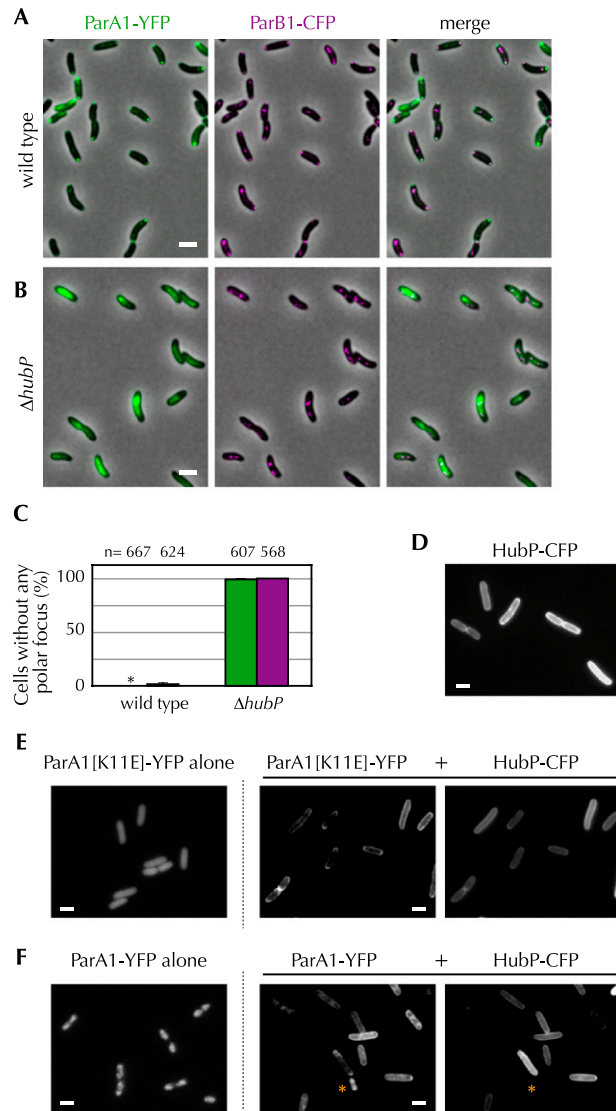 A
ParA1-YFP ParB1-CFP merge
wild type
B
ΔhubP
C
n= 667 624 607 568
Cells without any
polar focus (%)
100
50
0
*
wild type ΔhubP
D
HubP-CFP
E
ParA1[K11E]-YFP alone ParA1[K11E]-YFP + HubP-CFP
F
ParA1-YFP alone ParA1-YFP + HubP-CFP
* *